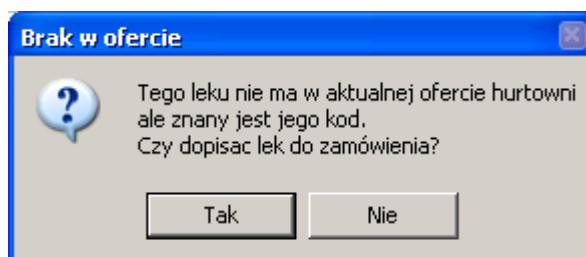 Brak w ofercie
Tego leku nie ma w aktualnej ofercie hurtowni
ale znany jest jego kod.
Czy dopisac lek do zamówienia?
Tak
Nie